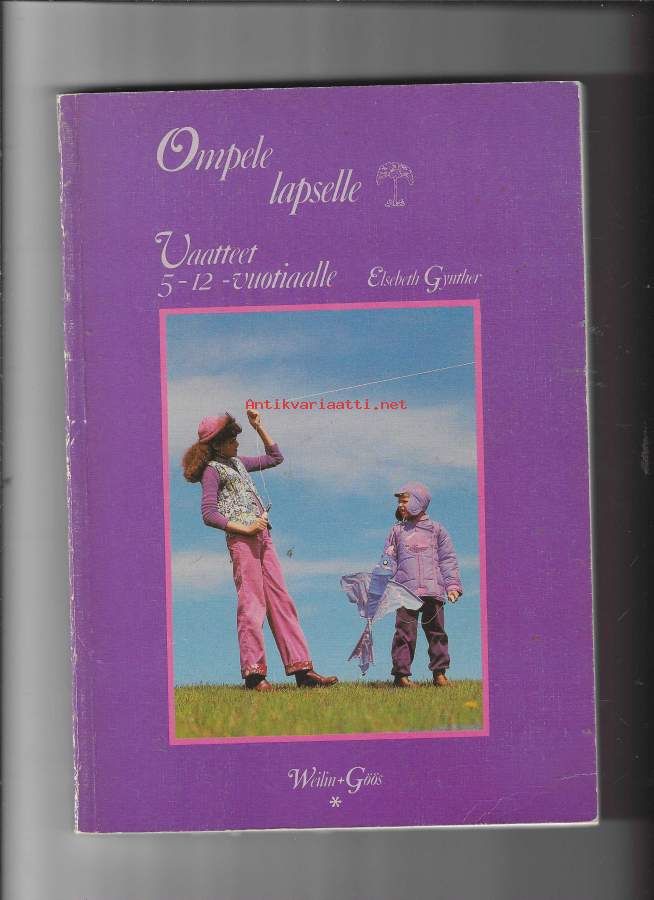 Ompele
lapselle
Vaatteet
5-12-vuotiaalle Elsebeth Gynther
Antikvariaatti.net
Weilin+Göös
*